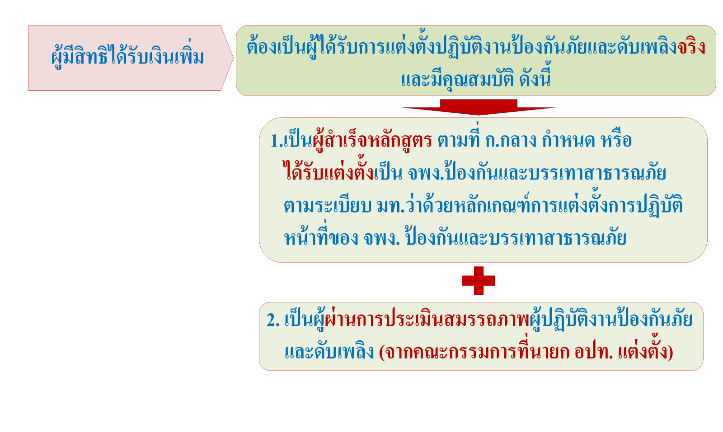 ผู้มีสิทธิได้รับเงินเพิ่ม
ต้องเป็นผู้ได้รับการแต่งตั้งปฏิบัติงานป้องกันภัยและดับเพลิงจริง
และมีคุณสมบัติ ดังนี้
1.เป็นผู้สำเร็จหลักสูตร ตามที่ ก.กลาง กำหนด หรือ
ได้รับแต่งตั้งเป็น จพง.ป้องกันและบรรเทาสาธารณภัย
ตามระเบียบ มท.ว่าด้วยหลักเกณฑ์การแต่งตั้งการปฏิบัติ
หน้าที่ของ จพง. ป้องกันและบรรเทาสาธารณภัย
2. เป็นผู้ผ่านการประเมินสมรรถภาพผู้ปฏิบัติงานป้องกันภัย
และดับเพลิง (จากคณะกรรมการที่นายก อปท. แต่งตั้ง)